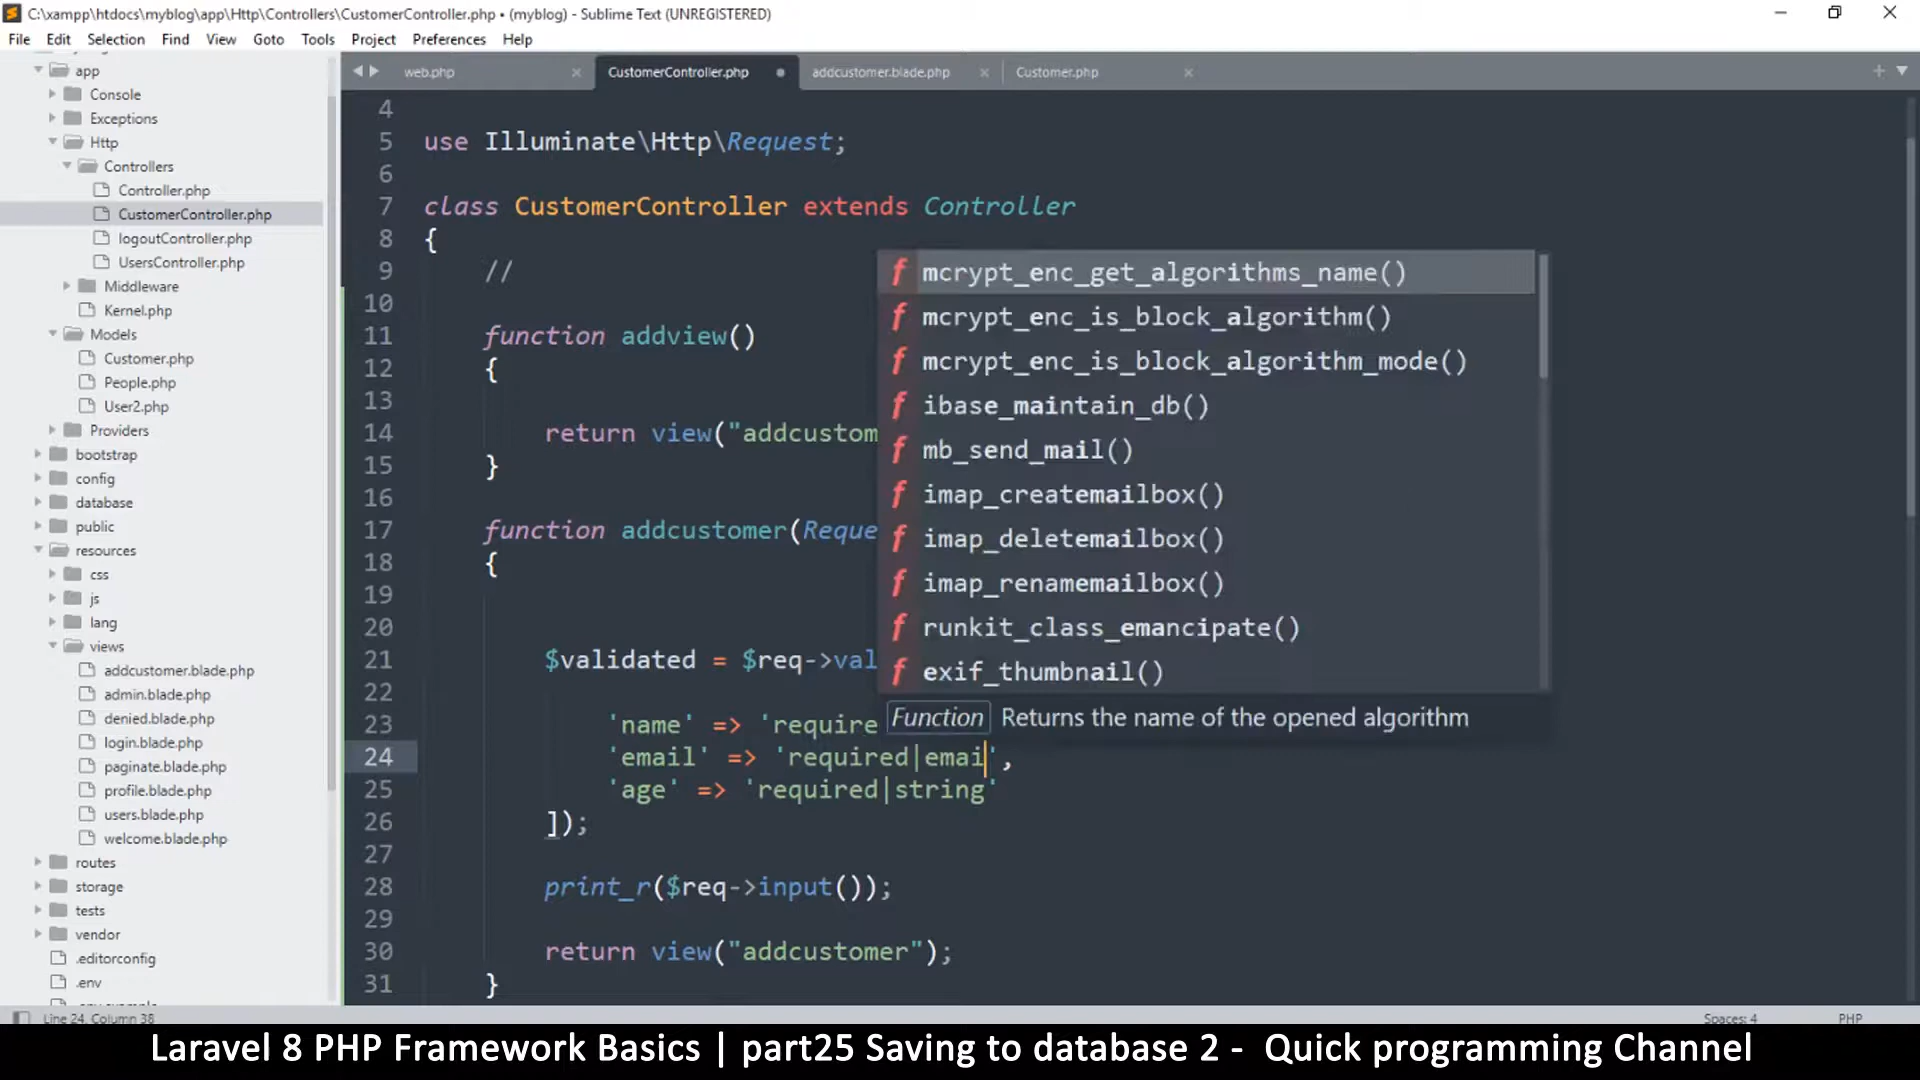 C:\xampp\htdocs\myblog\app\Http\Controllers\CustomerController.php • (myblog) - Sublime Text (UNREGISTERED)
File Edit Selection Find View Goto Tools Project Preferences Help
app
Console
Exceptions
Http
Controllers
Controller.php
CustomerController.php
logoutController.php
UsersController.php
Middleware
Kernel.php
Models
Customer.php
People.php
User2.php
Providers
bootstrap
config
database
public
resources
css
js
lang
views
addcustomer.blade.php
admin.blade.php
denied.blade.php
login.blade.php
paginate.blade.php
profile.blade.php
users.blade.php
welcome.blade.php
routes
storage
tests
vendor
.editorconfig
.env
web.php CustomerController.php addcustomer.blade.php Customer.php
4
5 use Illuminate\Http\Request;
6
7 class CustomerController extends Controller
8 {
9 //
10
11 function addview()
12 {
13
14 return view("addcustom
15 }
16
17 function addcustomer(Reque
18 {
19
20
21 $validated = $req->val
22
23 'name' => 'require
24 'email' => 'required|emai',
25 'age' => 'required|string'
26 ]);
27
28 print_r($req->input());
29
30 return view("addcustomer");
31 }
f mcrypt_enc_get_algorithms_name()
f mcrypt_enc_is_block_algorithm()
f mcrypt_enc_is_block_algorithm_mode()
f ibase_maintain_db()
f mb_send_mail()
f imap_createmailbox()
f imap_deletemailbox()
f imap_renamemailbox()
f runkit_class_emancipate()
f exif_thumbnail()
Function Returns the name of the opened algorithm
Line 24, Column 38 Spaces: 4 PHP
Laravel 8 PHP Framework Basics | part25 Saving to database 2 - Quick programming Channel